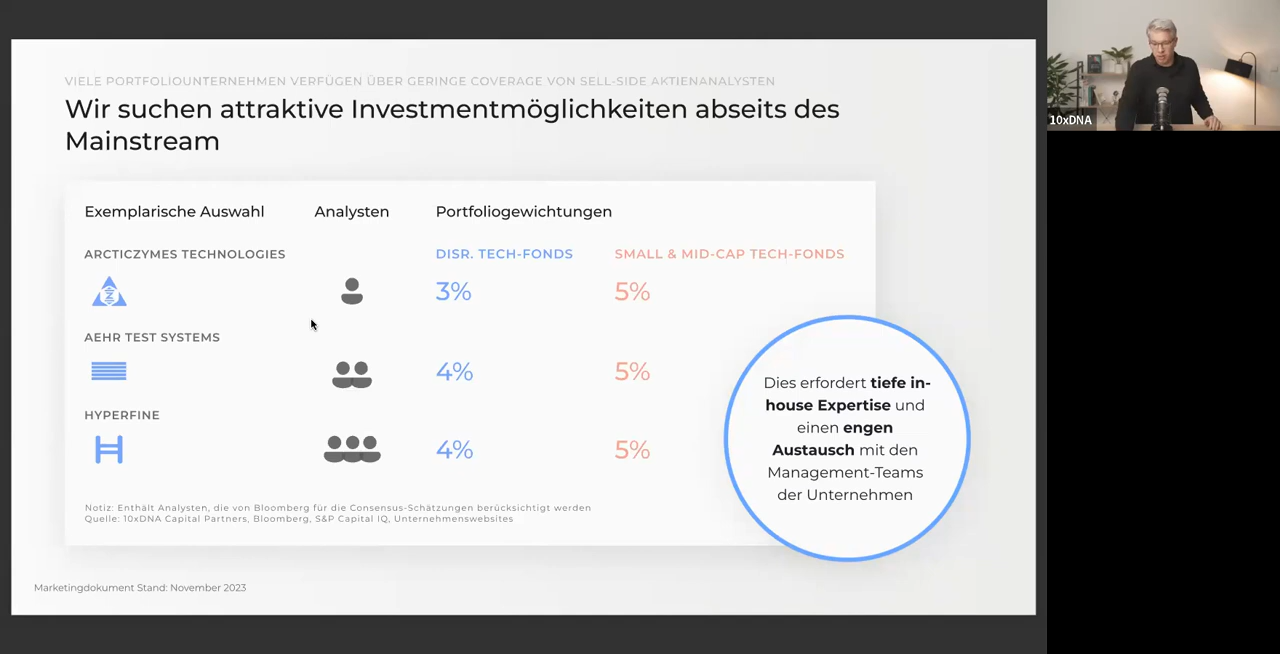 VIELE PORTFOLIOUNTERNEHMEN VERFÜGEN ÜBER GERINGE COVERAGE VON SELL-SIDE AKTIENANALYSTEN
Wir suchen attraktive Investmentmöglichkeiten abseits des
Mainstream
Exemplarische Auswahl Analysten Portfoliogewichtungen
ARCTICZYMES TECHNOLOGIES DISR. TECH-FONDS SMALL & MID-CAP TECH-FONDS
3% 5%
AEHR TEST SYSTEMS
4% 5%
HYPERFINE
4% 5%
Dies erfordert tiefe in-
house Expertise und
einen engen
Austausch mit den
Management-Teams
der Unternehmen
Notiz: Enthält Analysten, die von Bloomberg für die Consensus-Schätzungen berücksichtigt werden
Quelle: 10xDNA Capital Partners, Bloomberg, S&P Capital IQ, Unternehmenswebsites
Marketingdokument Stand: November 2023
10xDNA